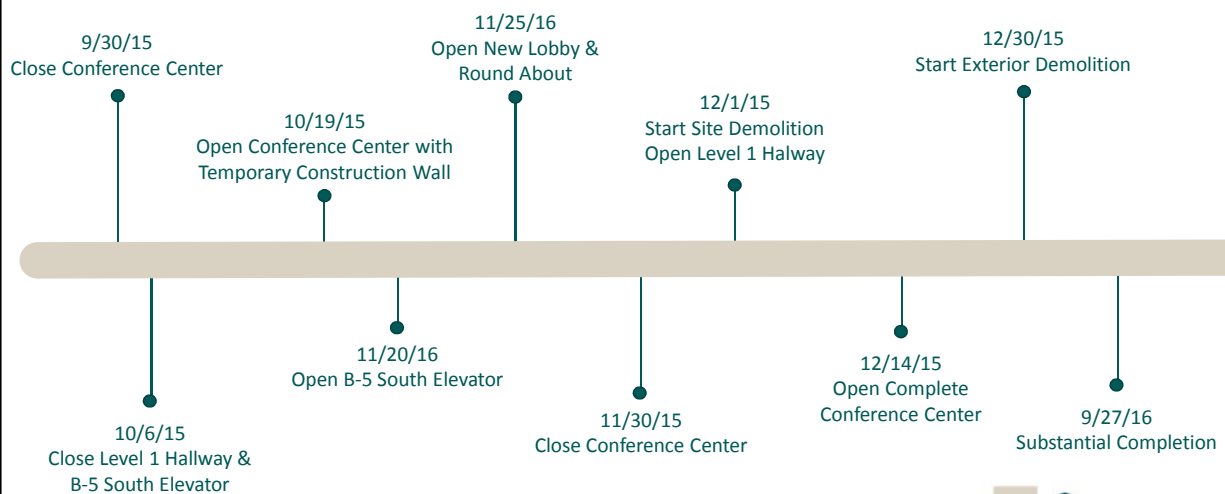 9/30/15
Close Conference Center
10/6/15
Close Level 1 Hallway &
B-5 South Elevator
10/19/15
Open Conference Center with
Temporary Construction Wall
11/20/16
Open B-5 South Elevator
11/25/16
Open New Lobby &
Round About
11/30/15
Close Conference Center
12/1/15
Start Site Demolition
Open Level 1 Halway
12/14/15
Open Complete
Conference Center
12/30/15
Start Exterior Demolition
9/27/16
Substantial Completion